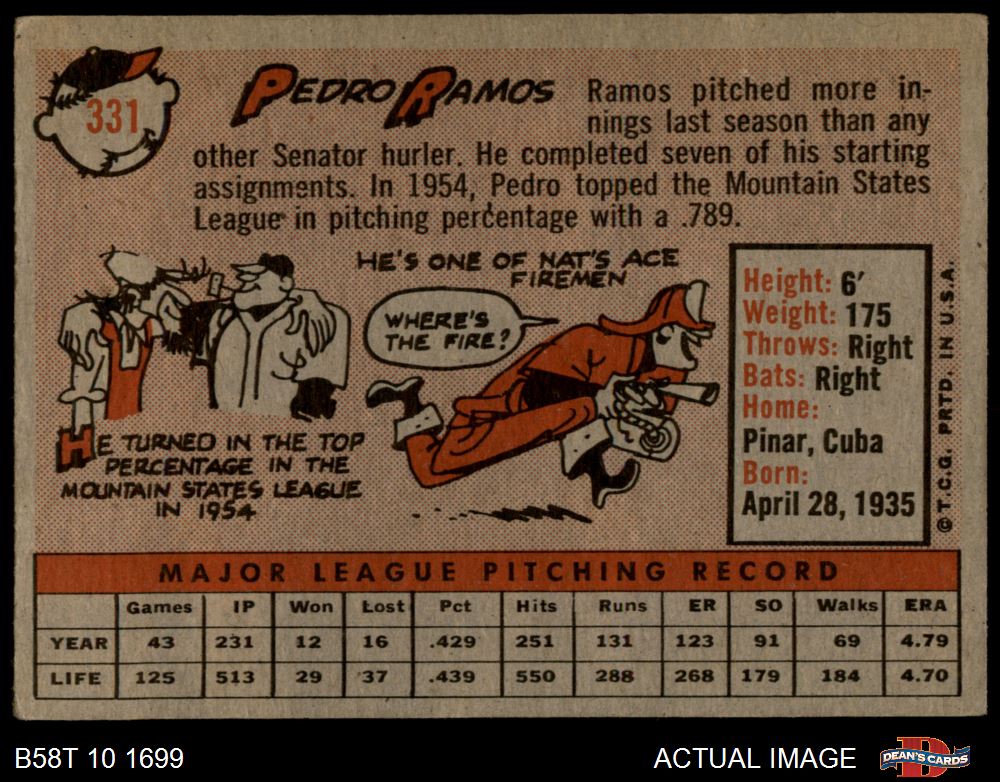 331
PEDRO RAMOS
Ramos pitched more in-
nings last season than any
other Senator hurler. He completed seven of his starting
assignments. In 1954, Pedro topped the Mountain States
League in pitching percentage with a .789.
HE'S ONE OF NAT'S ACE
FIREMEN
WHERE'S
THE FIRE?
HE TURNED IN THE TOP
PERCENTAGE IN THE
MOUNTAIN STATES LEAGUE
IN 1954
Height: 6'
Weight: 175
Throws: Right
Bats: Right
Home:
Pinar, Cuba
Born:
April 28, 1935
© T.C.G. PRTD. IN U.S.A.
MAJOR LEAGUE PITCHING RECORD
Games IP Won Lost Pct Hits Runs ER SO Walks ERA
YEAR 43 231 12 16 .429 251 131 123 91 69 4.79
LIFE 125 513 29 37 .439 550 288 268 179 184 4.70
B58T 10 1699
ACTUAL IMAGE
DEAN'S CARDS